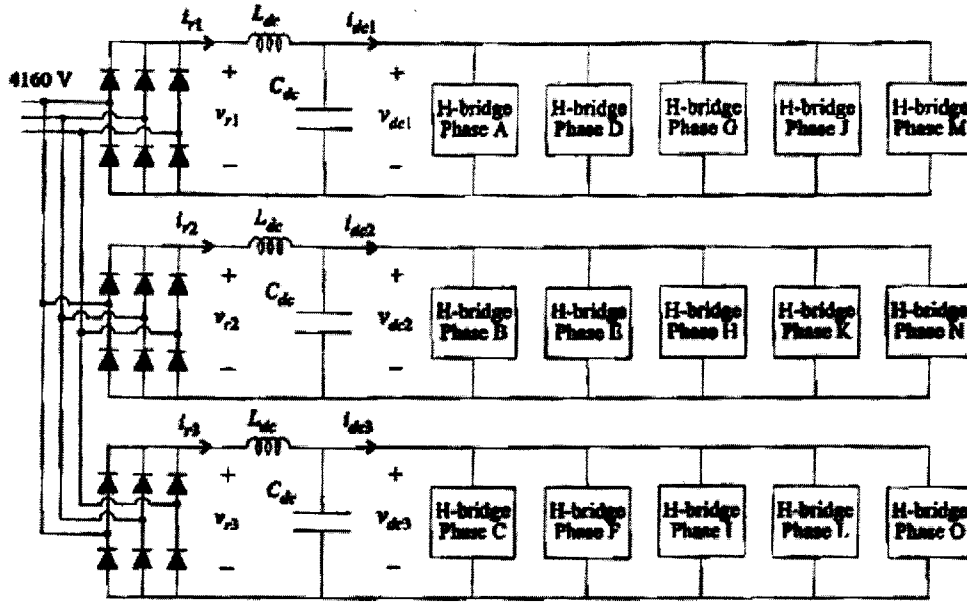 i_r1 L_dc i_dc1
4160 V
+ C_dc +
v_r1 v_dc1
− −
H-bridge Phase A
H-bridge Phase D
H-bridge Phase G
H-bridge Phase J
H-bridge Phase M
i_r2 L_dc i_dc2
+ C_dc +
v_r2 v_dc2
− −
H-bridge Phase B
H-bridge Phase E
H-bridge Phase H
H-bridge Phase K
H-bridge Phase N
i_r3 L_dc i_dc3
+ C_dc +
v_r3 v_dc3
− −
H-bridge Phase C
H-bridge Phase F
H-bridge Phase I
H-bridge Phase L
H-bridge Phase O